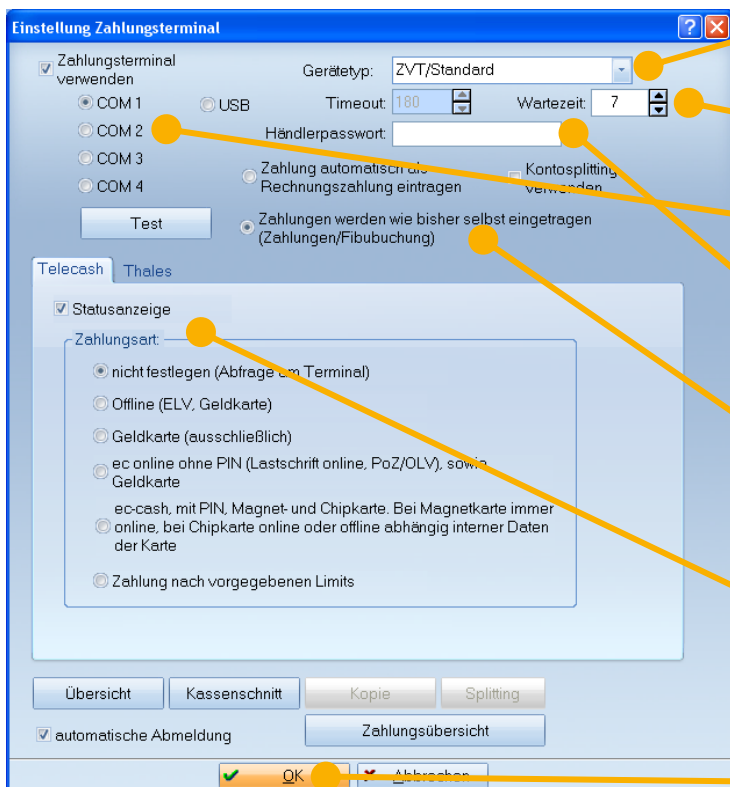 Einstellung Zahlungsterminal
Zahlungsterminal
verwenden
Gerätetyp: ZVT/Standard
COM 1 USB Timeout: 180 Wartezeit: 7
COM 2 Händlerpasswort:
COM 3
COM 4
Zahlung automatisch als
Rechnungszahlung eintragen
Kontosplitting
verwenden
Test
Zahlungen werden wie bisher selbst eingetragen
(Zahlungen/Fibubuchung)
Telecash Thales
Statusanzeige
Zahlungsart:
nicht festlegen (Abfrage am Terminal)
Offline (ELV, Geldkarte)
Geldkarte (ausschließlich)
ec online ohne PIN (Lastschrift online, PoZ/OLV), sowie
Geldkarte
ec-cash, mit PIN, Magnet- und Chipkarte. Bei Magnetkarte immer
online, bei Chipkarte online oder offline abhängig interner Daten
der Karte
Zahlung nach vorgegebenen Limits
Übersicht Kassenschnitt Kopie Splitting
automatische Abmeldung Zahlungsübersicht
OK Abbrechen